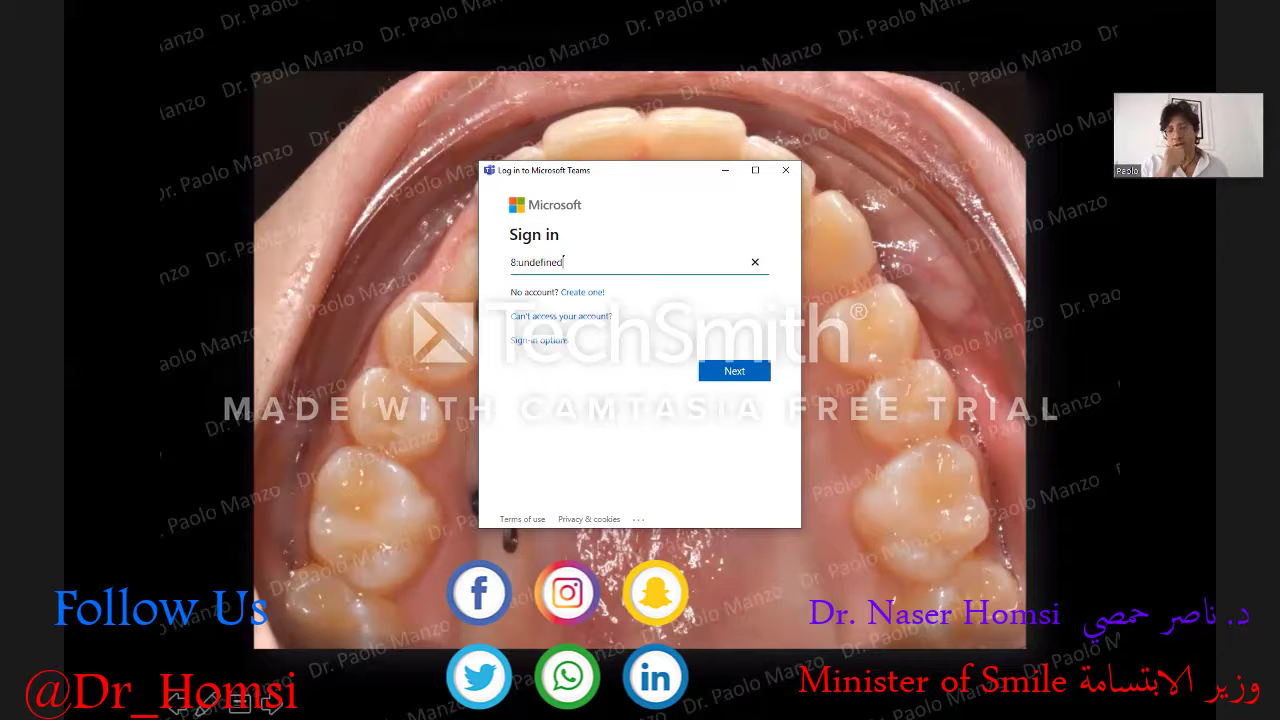 Dr. Paolo Manzo
Paolo
Log in to Microsoft Teams
Microsoft
Sign in
8:undefined
No account? Create one!
Can't access your account?
Sign-in options
Next
Terms of use Privacy & cookies ...
TechSmith®
MADE WITH CAMTASIA FREE TRIAL
Follow Us
@Dr_Homsi
Dr. Naser Homsi د. ناصر حمصي
Minister of Smile وزير الابتسامة